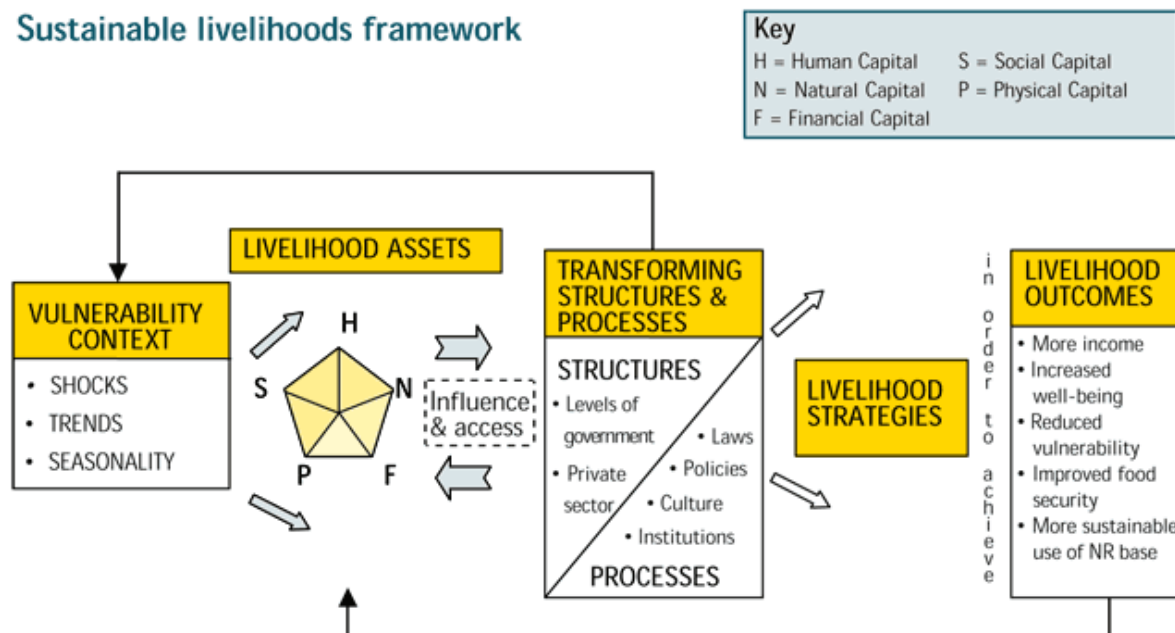 Sustainable livelihoods framework
Key
H = Human Capital S = Social Capital
N = Natural Capital P = Physical Capital
F = Financial Capital
LIVELIHOOD ASSETS
VULNERABILITY
CONTEXT
• SHOCKS
• TRENDS
• SEASONALITY
H
S
N
P
F
Influence
& access
TRANSFORMING
STRUCTURES &
PROCESSES
STRUCTURES
• Levels of
government
• Private
sector
• Laws
• Policies
• Culture
• Institutions
PROCESSES
LIVELIHOOD
STRATEGIES
in order to achieve
LIVELIHOOD
OUTCOMES
• More income
• Increased
well-being
• Reduced
vulnerability
• Improved food
security
• More sustainable
use of NR base